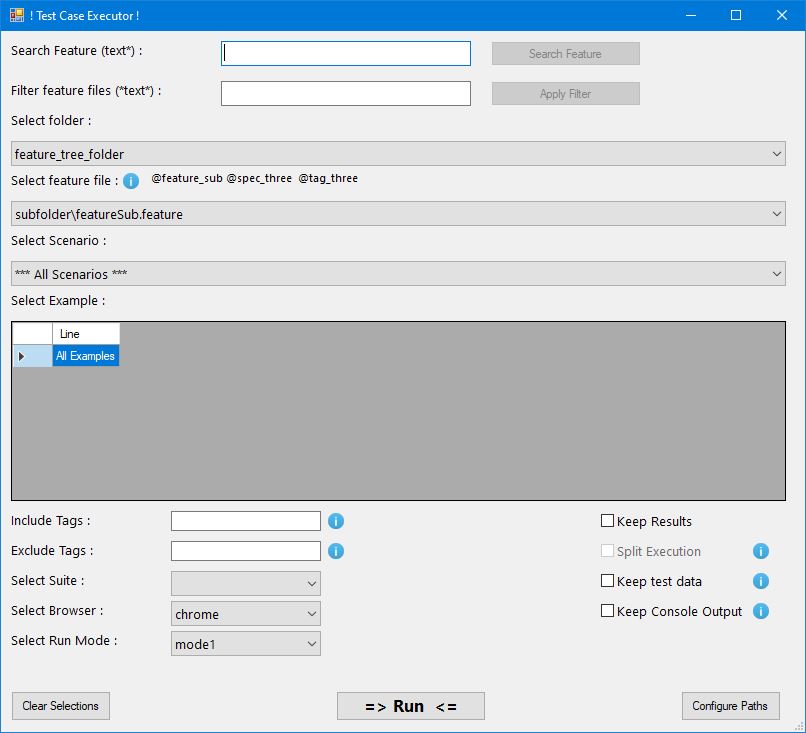 ! Test Case Executor !
Search Feature (text*) :
Search Feature
Filter feature files (*text*) :
Apply Filter
Select folder :
feature_tree_folder
Select feature file :
@feature_sub @spec_three @tag_three
subfolder\featureSub.feature
Select Scenario :
*** All Scenarios ***
Select Example :
Line
All Examples
Include Tags :
Keep Results
Exclude Tags :
Split Execution
Select Suite :
Keep test data
Select Browser :
chrome
Keep Console Output
Select Run Mode :
mode1
Clear Selections
=> Run <=
Configure Paths